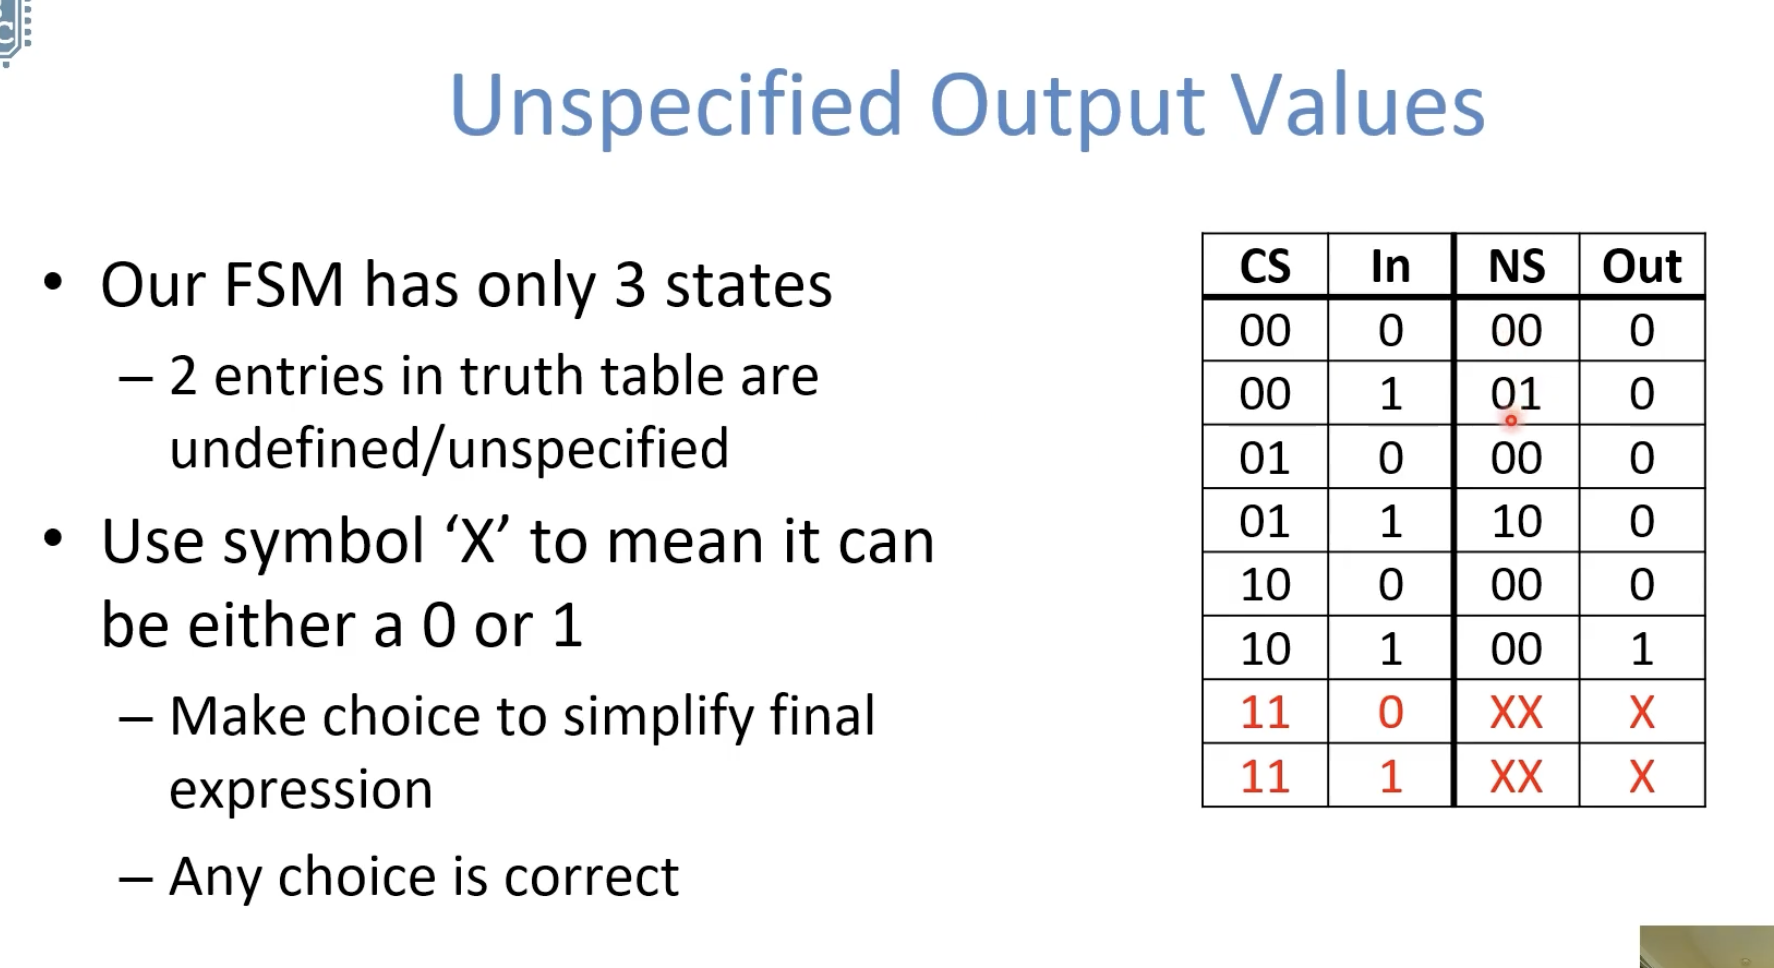 C
Unspecified Output Values
• Our FSM has only 3 states
– 2 entries in truth table are
undefined/unspecified
• Use symbol ‘X’ to mean it can
be either a 0 or 1
– Make choice to simplify final
expression
– Any choice is correct
CS In NS Out
00 0 00 0
00 1 01 0
01 0 00 0
01 1 10 0
10 0 00 0
10 1 00 1
11 0 XX X
11 1 XX X